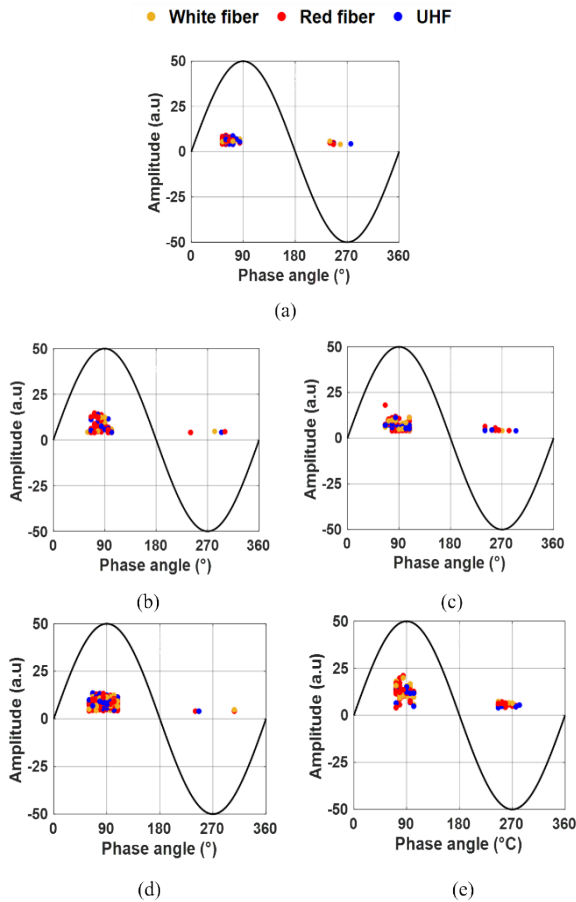 White fiber Red fiber UHF
Amplitude (a.u)
50
25
0
-25
-50
0 90 180 270 360
Phase angle (°)
(a)
Amplitude (a.u)
50
25
0
-25
-50
0 90 180 270 360
Phase angle (°)
(b)
Amplitude (a.u)
50
25
0
-25
-50
0 90 180 270 360
Phase angle (°)
(c)
Amplitude (a.u)
50
25
0
-25
-50
0 90 180 270 360
Phase angle (°)
(d)
Amplitude (a.u)
50
25
0
-25
-50
0 90 180 270 360
Phase angle (°C)
(e)